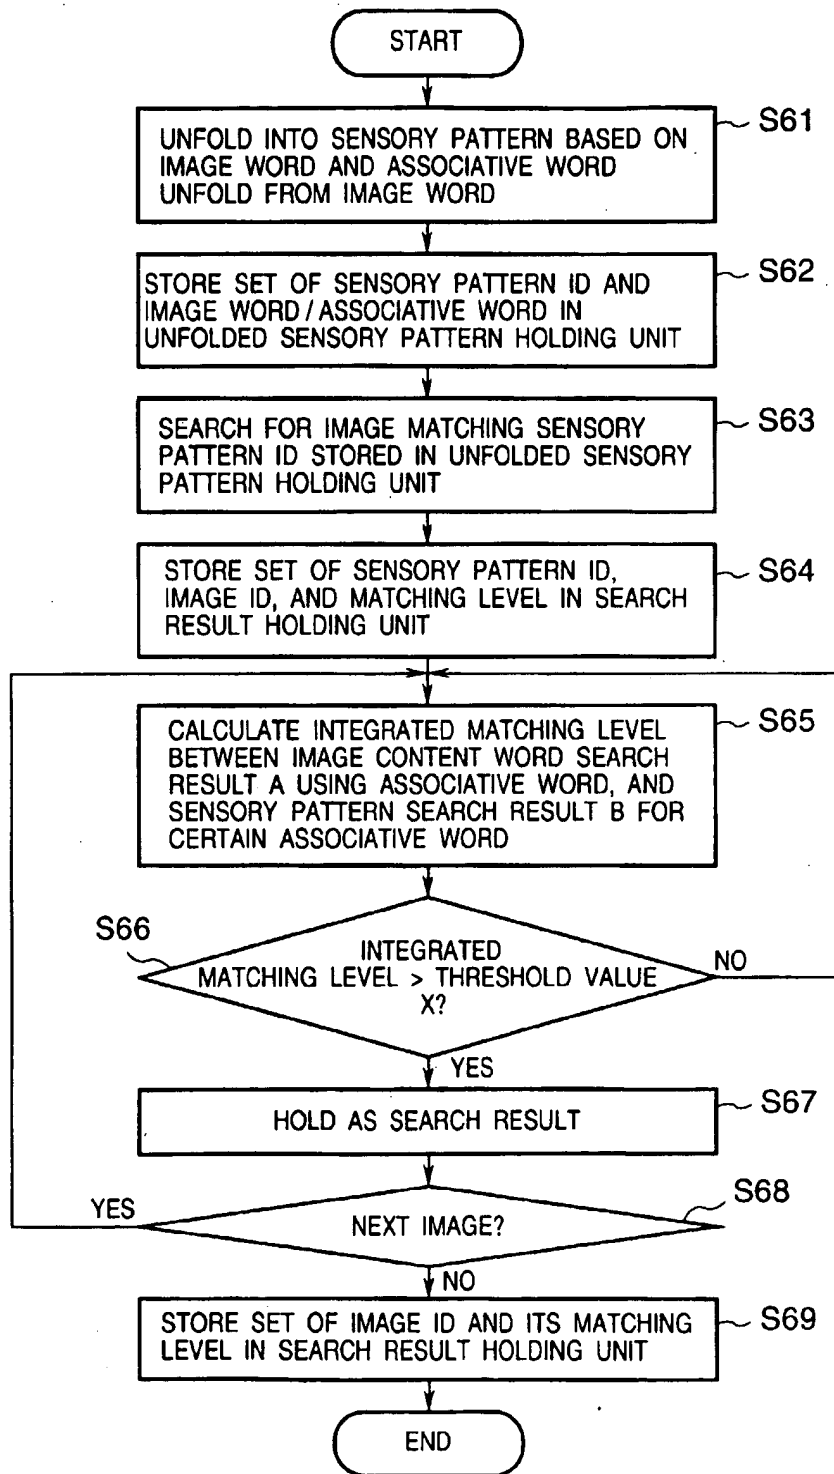 START
S61
UNFOLD INTO SENSORY PATTERN BASED ON
IMAGE WORD AND ASSOCIATIVE WORD
UNFOLD FROM IMAGE WORD
S62
STORE SET OF SENSORY PATTERN ID AND
IMAGE WORD/ASSOCIATIVE WORD IN
UNFOLDED SENSORY PATTERN HOLDING UNIT
S63
SEARCH FOR IMAGE MATCHING SENSORY
PATTERN ID STORED IN UNFOLDED SENSORY
PATTERN HOLDING UNIT
S64
STORE SET OF SENSORY PATTERN ID,
IMAGE ID, AND MATCHING LEVEL IN SEARCH
RESULT HOLDING UNIT
S65
CALCULATE INTEGRATED MATCHING LEVEL
BETWEEN IMAGE CONTENT WORD SEARCH
RESULT A USING ASSOCIATIVE WORD, AND
SENSORY PATTERN SEARCH RESULT B FOR
CERTAIN ASSOCIATIVE WORD
S66
INTEGRATED
MATCHING LEVEL > THRESHOLD VALUE
X?
NO
YES
S67
HOLD AS SEARCH RESULT
S68
YES
NEXT IMAGE?
NO
S69
STORE SET OF IMAGE ID AND ITS MATCHING
LEVEL IN SEARCH RESULT HOLDING UNIT
END